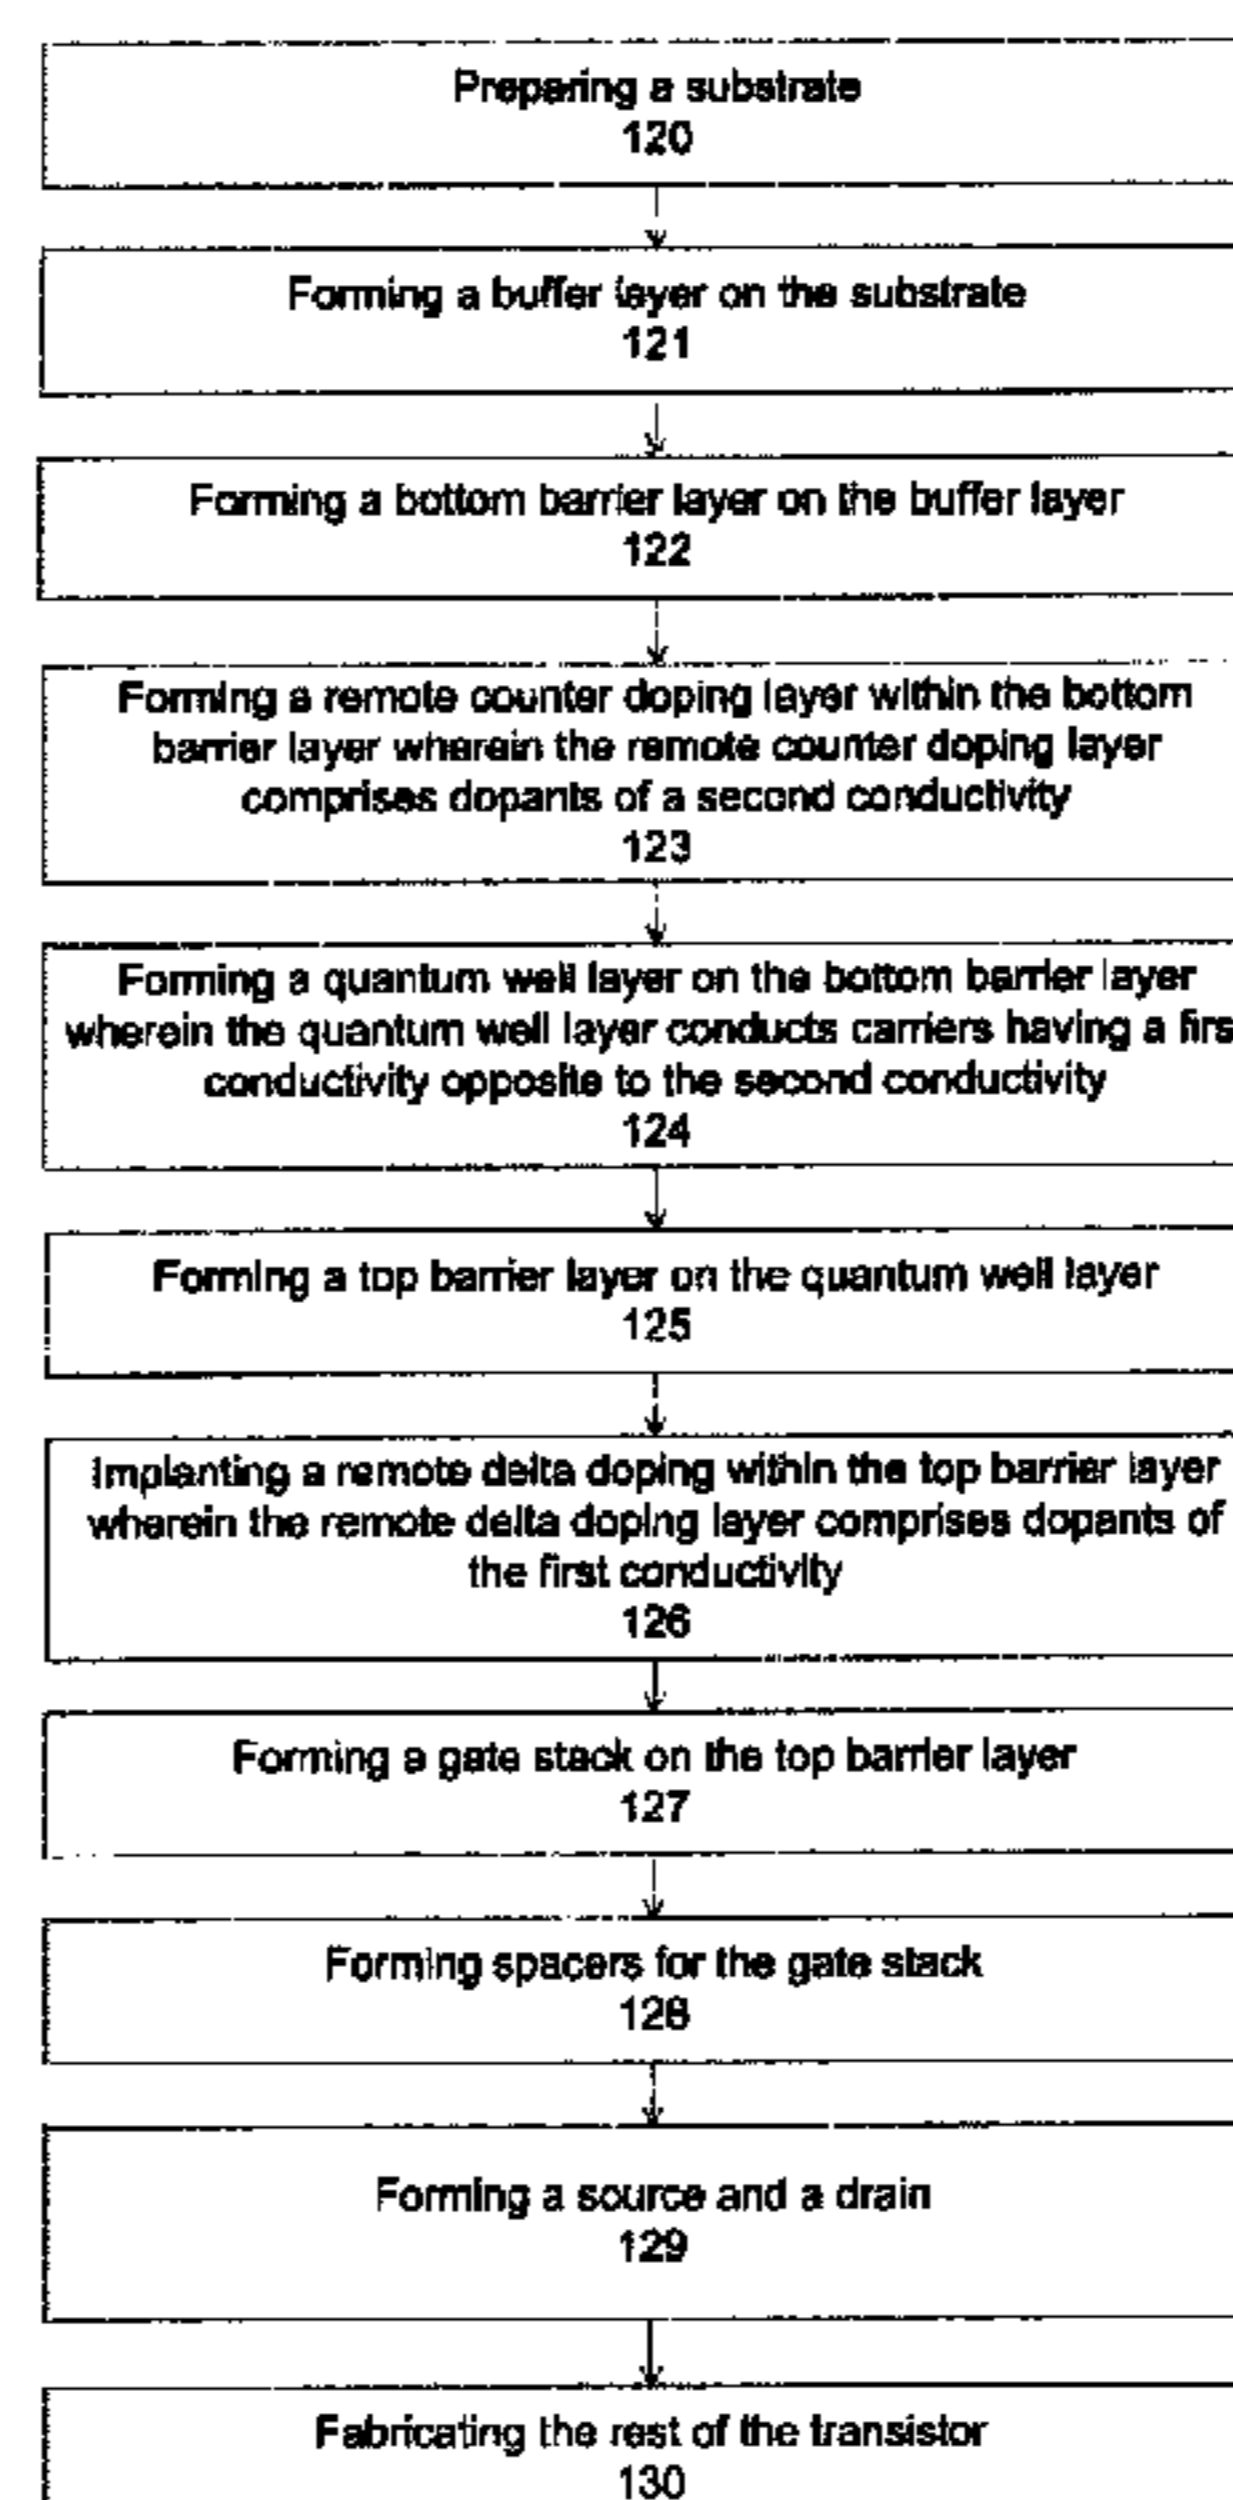 Preparing a substrate
120
Forming a buffer layer on the substrate
121
Forming a bottom barrier layer on the buffer layer
122
Forming a remote counter doping layer within the bottom
barrier layer wherein the remote counter doping layer
comprises dopants of a second conductivity
123
Forming a quantum well layer on the bottom barrier layer
wherein the quantum well layer conducts carriers having a firs
conductivity opposite to the second conductivity
124
Forming a top barrier layer on the quantum well layer
125
Implanting a remote delta doping within the top barrier layer
wherein the remote delta doping layer comprises dopants of
the first conductivity
126
Forming a gate stack on the top barrier layer
127
Forming spacers for the gate stack
128
Forming a source and a drain
129
Fabricating the rest of the transistor
130